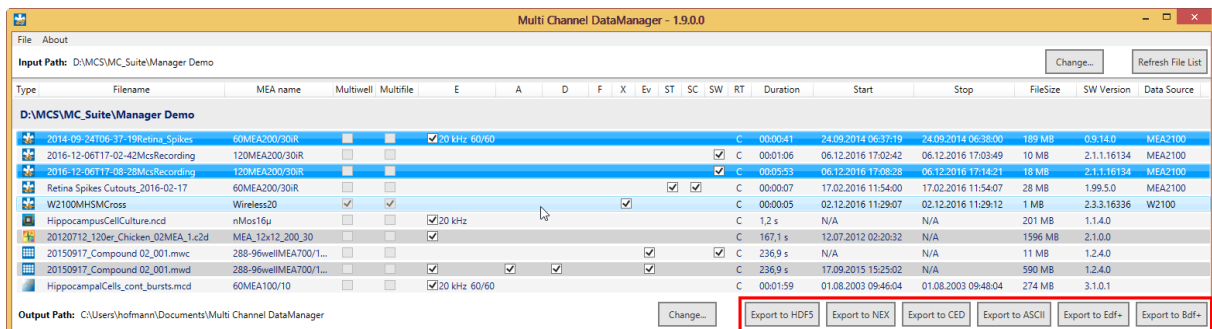 Multi Channel DataManager - 1.9.0.0
File About
Input Path: D:\MCS\MC_Suite\Manager Demo Change... Refresh File List
Type Filename MEA name Multiwell Multifile E A D F X Ev ST SC SW RT Duration Start Stop FileSize SW Version Data Source
D:\MCS\MC_Suite\Manager Demo
2014-09-24T06-37-19Retina_Spikes 60MEA200/30iR 20 kHz 60/60 C 00:00:41 24.09.2014 06:37:19 24.09.2014 06:38:00 189 MB 0.9.14.0 MEA2100
2016-12-06T17-02-42McsRecording 120MEA200/30iR C 00:01:06 06.12.2016 17:02:42 06.12.2016 17:03:49 10 MB 2.1.1.16134 MEA2100
2016-12-06T17-08-28McsRecording 120MEA200/30iR C 00:05:53 06.12.2016 17:08:28 06.12.2016 17:14:21 18 MB 2.1.1.16134 MEA2100
Retina Spikes Cutouts_2016-02-17 60MEA200/30iR C 00:00:07 17.02.2016 11:54:00 17.02.2016 11:54:07 28 MB 1.99.5.0 MEA2100
W2100MHSMCross Wireless20 C 00:00:05 02.12.2016 11:29:07 02.12.2016 11:29:12 1 MB 2.3.3.16336 W2100
HippocampusCellCulture.ncd nMos16µ 20 kHz C 1,2 s N/A N/A 201 MB 1.1.4.0
20120712_120er_Chicken_02MEA_1.c2d MEA_12x12_200_30 C 167,1 s 12.07.2012 02:20:32 N/A 1596 MB 2.1.0.0
20150917_Compound 02_001.mwc 288-96wellMEA700/1... C 236,9 s N/A N/A 11 MB 1.2.4.0
20150917_Compound 02_001.mwd 288-96wellMEA700/1... C 236,9 s 17.09.2015 15:25:02 N/A 590 MB 1.2.4.0
HippocampalCells_cont_bursts.mcd 60MEA100/10 20 kHz 60/60 C 00:01:59 01.08.2003 09:46:04 01.08.2003 09:48:04 274 MB 3.1.0.1
Output Path: C:\Users\hofmann\Documents\Multi Channel DataManager Change... Export to HDF5 Export to NEX Export to CED Export to ASCII Export to Edf+ Export to Bdf+